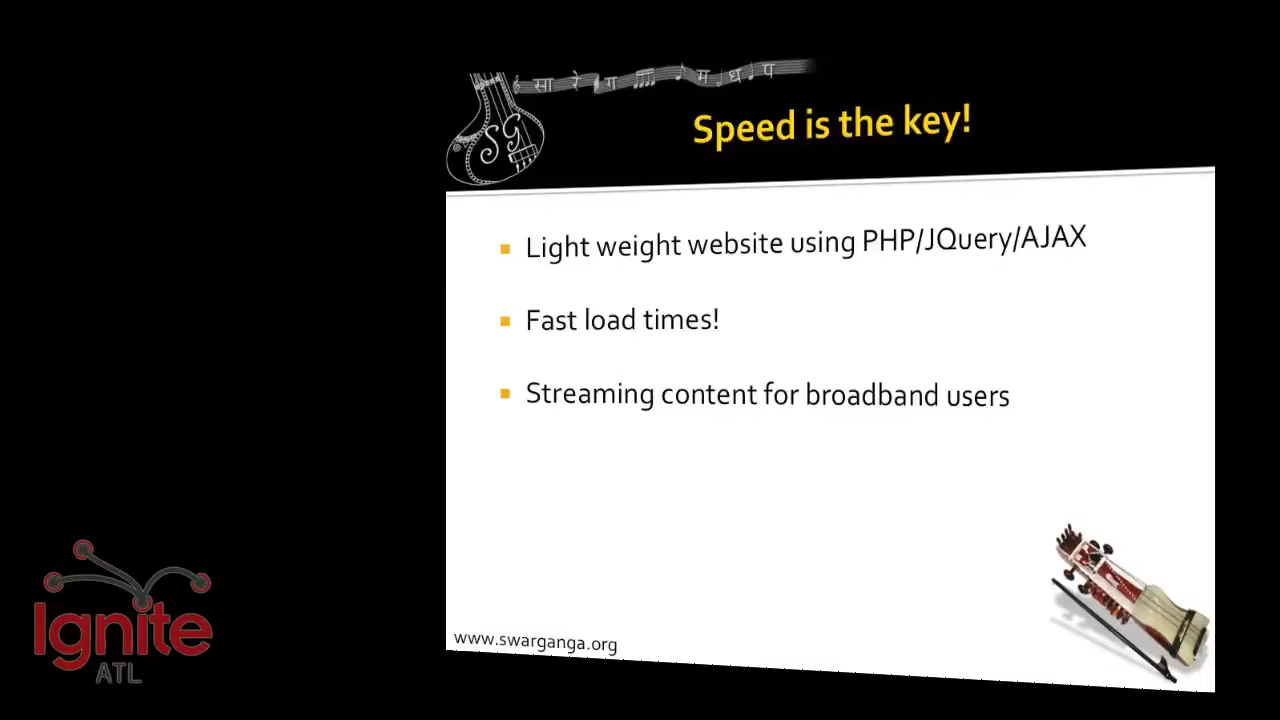 सा रे ग म ध प
SG
Speed is the key!
Light weight website using PHP/JQuery/AJAX
Fast load times!
Streaming content for broadband users
www.swarganga.org
Ignite
ATL